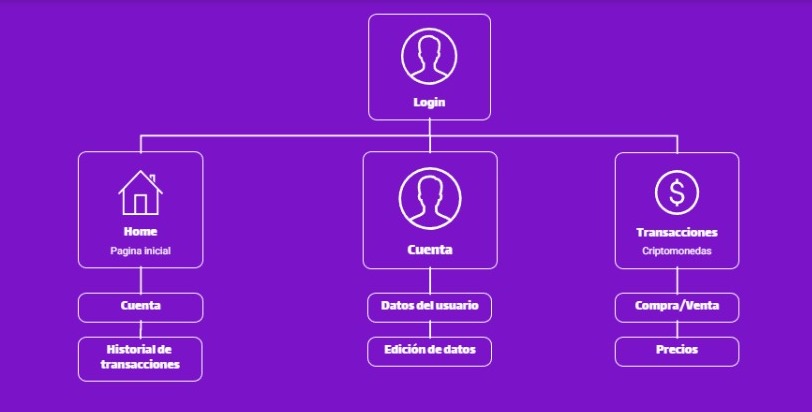 Login
Home
Pagina inicial
Cuenta
Historial de
transacciones
Cuenta
Datos del usuario
Edición de datos
Transacciones
Criptomonedas
Compra/Venta
Precios